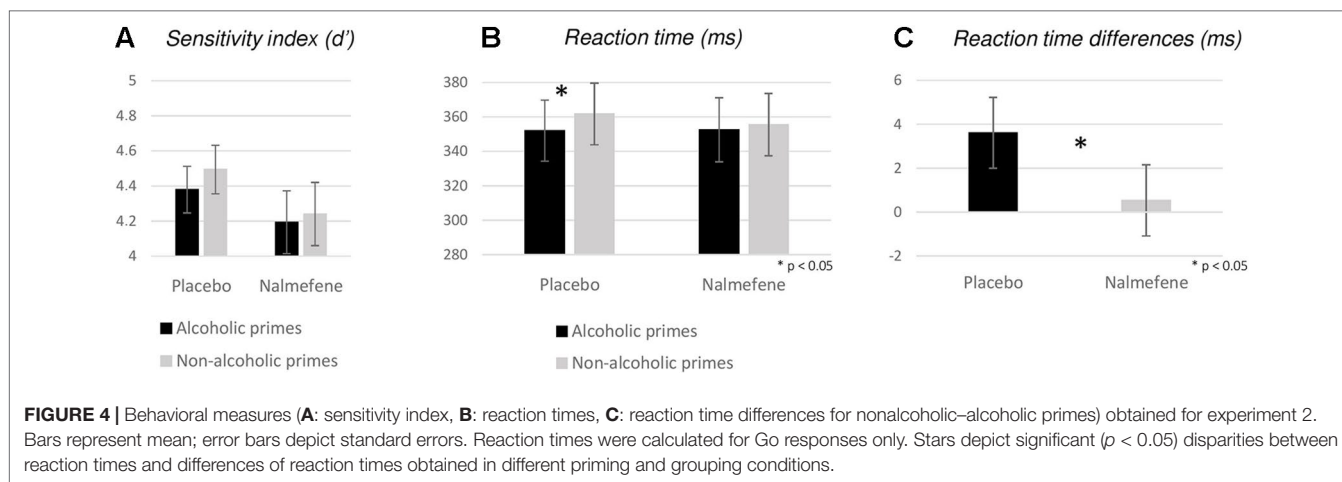 A Sensitivity index (d')
5
4.8
4.6
4.4
4.2
4
Placebo Nalmefene
Alcoholic primes
Non-alcoholic primes
B Reaction time (ms)
380
360
340
320
300
280
*
Placebo Nalmefene
* p < 0.05
Alcoholic primes
Non-alcoholic primes
C Reaction time differences (ms)
6
4
2
0
-2
*
Placebo Nalmefene
* p < 0.05
FIGURE 4 | Behavioral measures (A: sensitivity index, B: reaction times, C: reaction time differences for nonalcoholic–alcoholic primes) obtained for experiment 2.
Bars represent mean; error bars depict standard errors. Reaction times were calculated for Go responses only. Stars depict significant (p < 0.05) disparities between
reaction times and differences of reaction times obtained in different priming and grouping conditions.